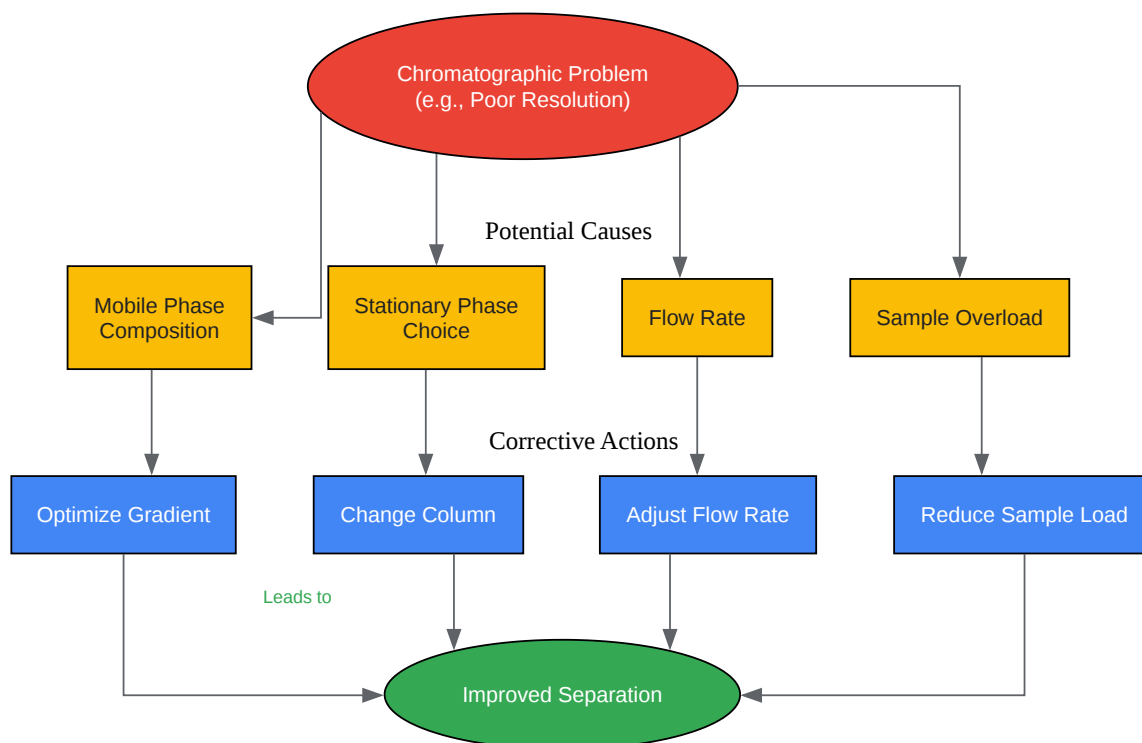 Chromatographic Problem
(e.g., Poor Resolution)
Potential Causes
Mobile Phase
Composition
Stationary Phase
Choice
Flow Rate
Sample Overload
Corrective Actions
Optimize Gradient
Change Column
Adjust Flow Rate
Reduce Sample Load
Leads to
Improved Separation